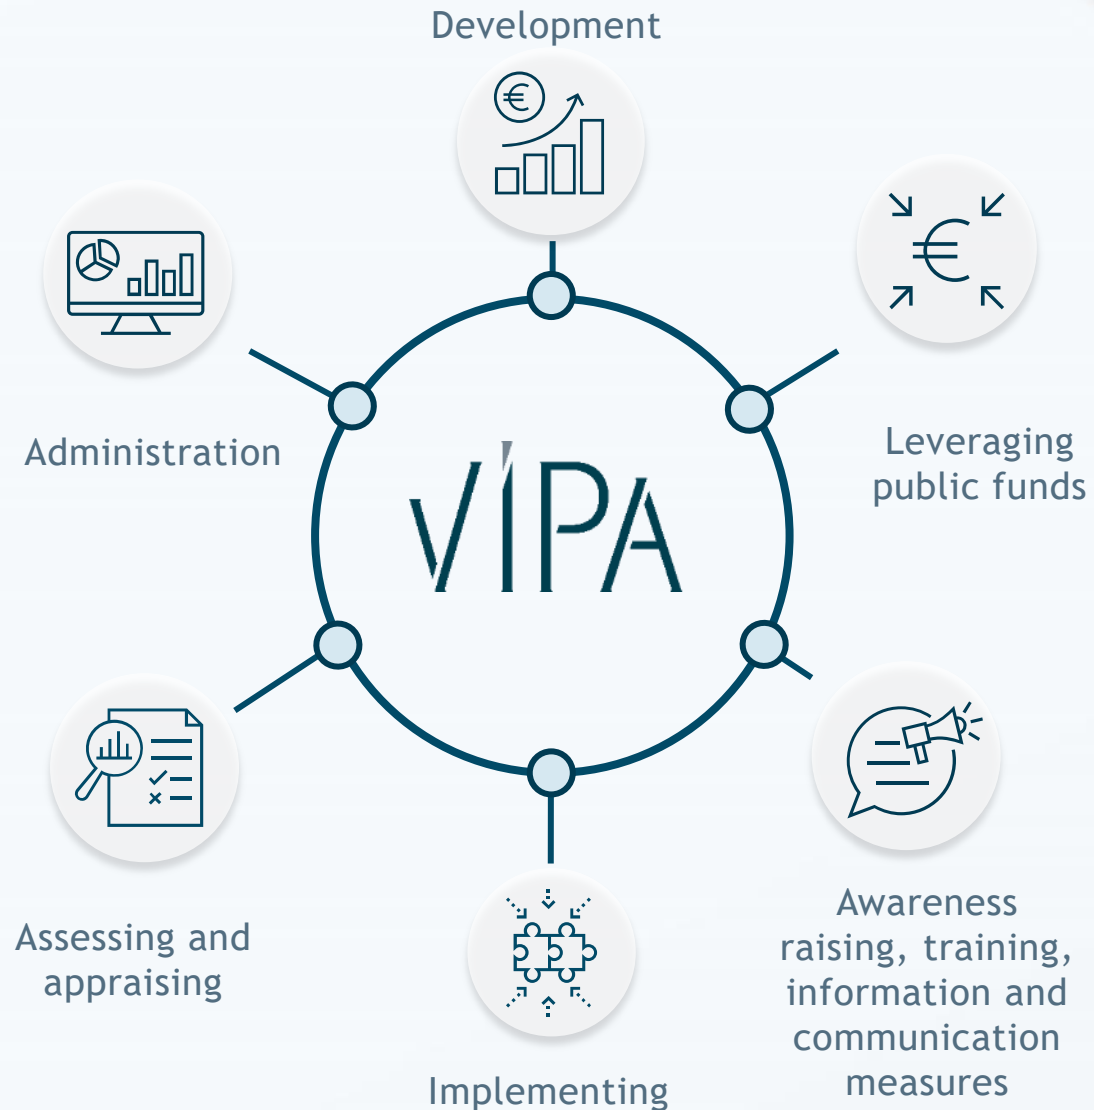 Development
Administration
Leveraging
public funds
VIPA
Assessing and
appraising
Awareness
raising, training,
information and
communication
measures
Implementing